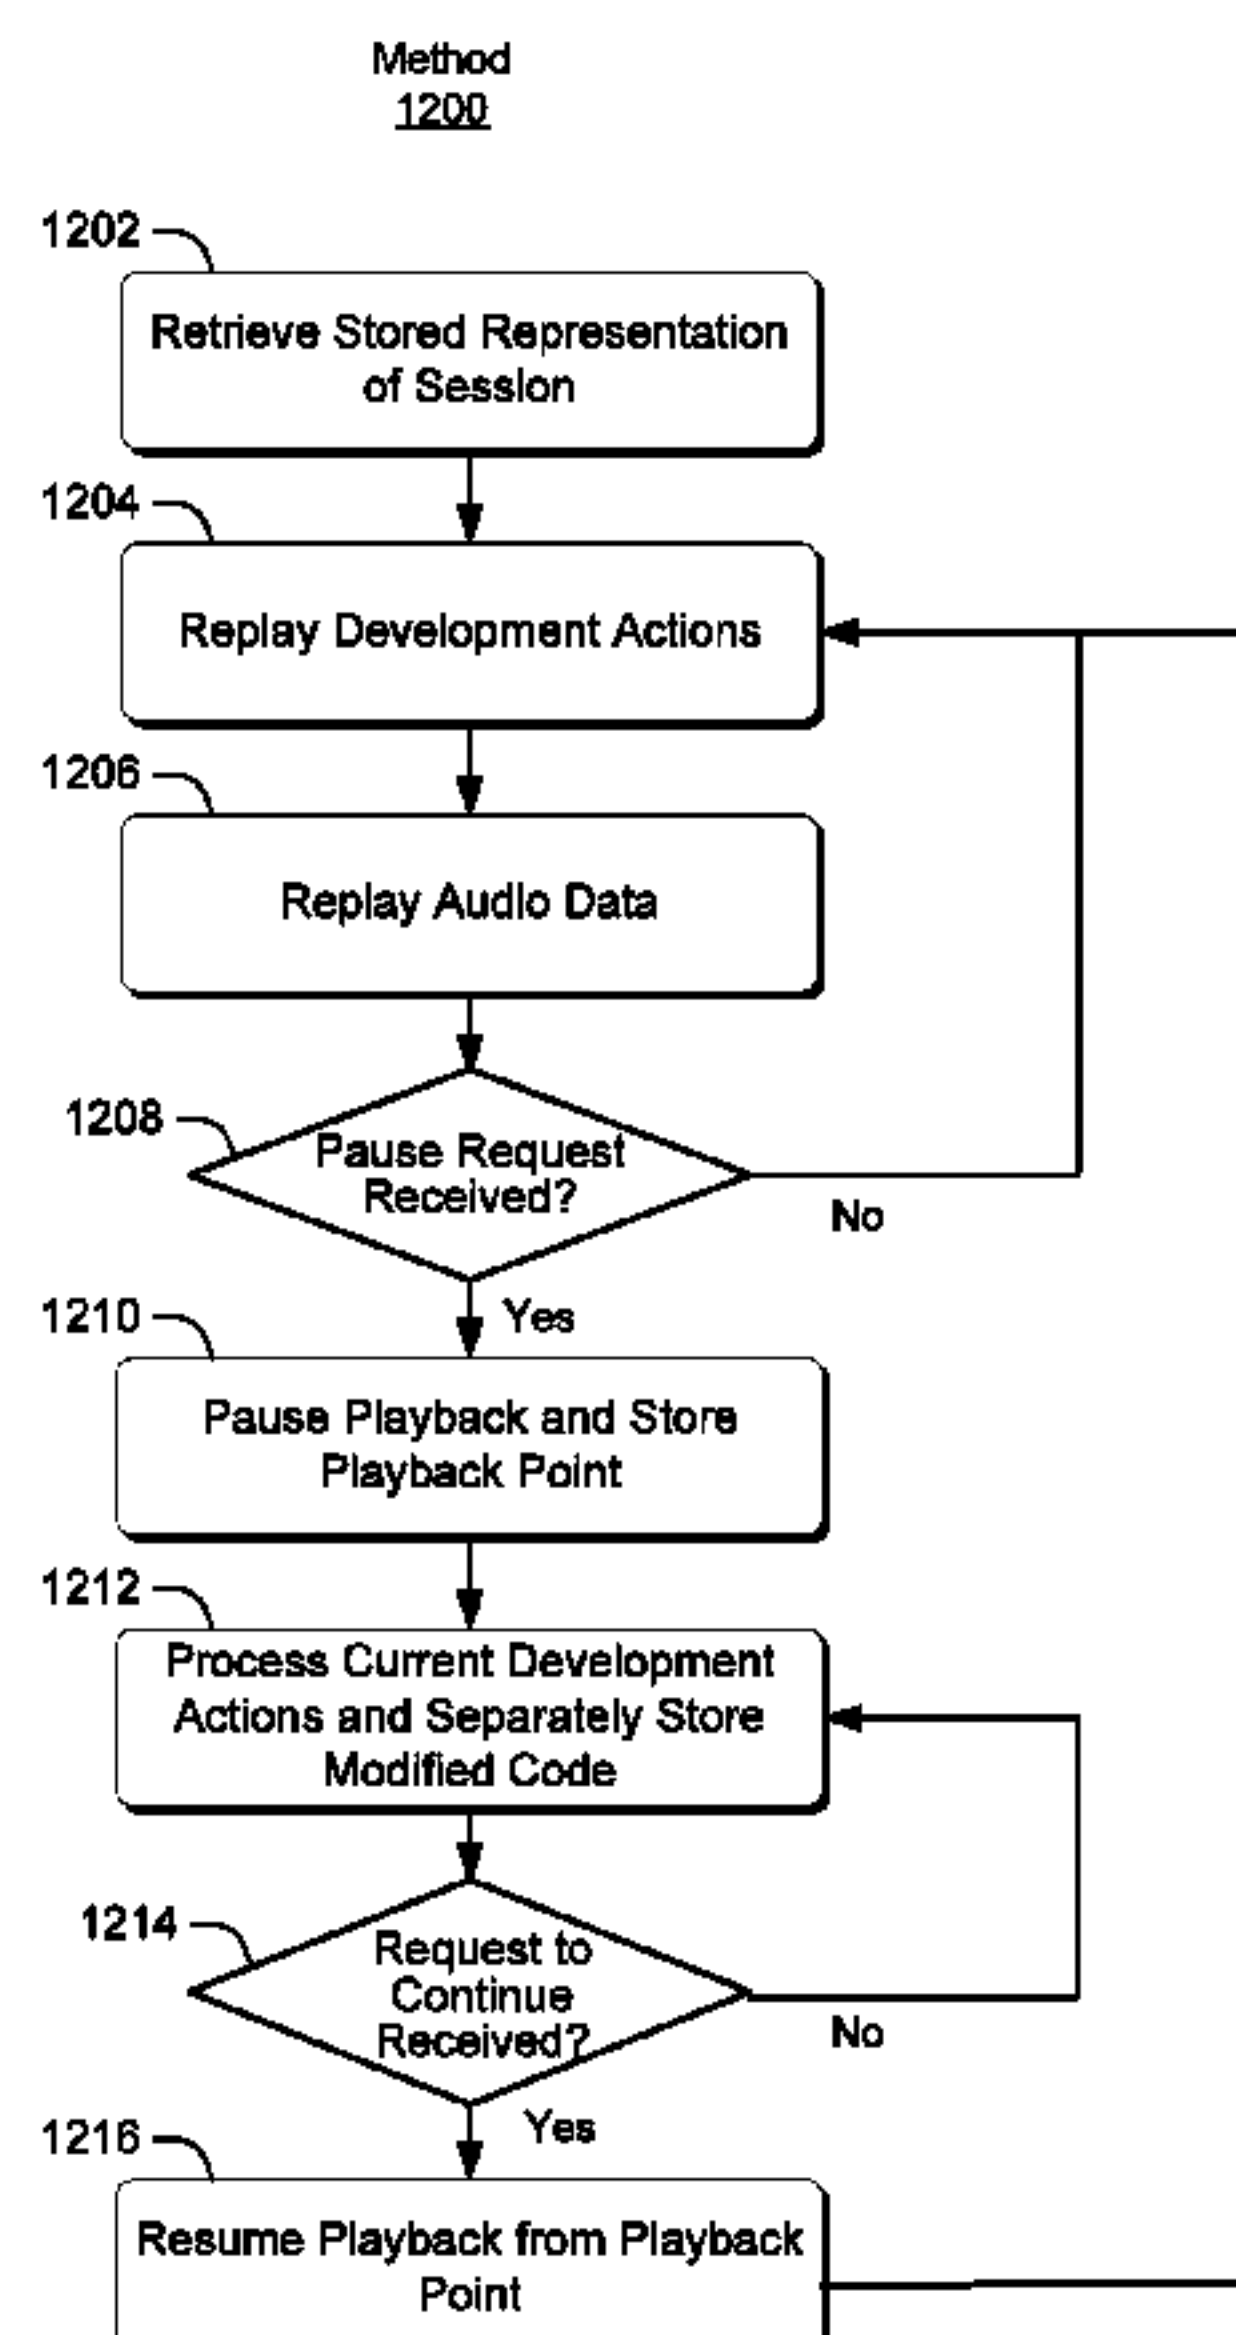 Method
1200
1202
Retrieve Stored Representation
of Session
1204
Replay Development Actions
1206
Replay Audio Data
1208
Pause Request
Received?
No
Yes
1210
Pause Playback and Store
Playback Point
1212
Process Current Development
Actions and Separately Store
Modified Code
1214
Request to
Continue
Received?
No
Yes
1216
Resume Playback from Playback
Point